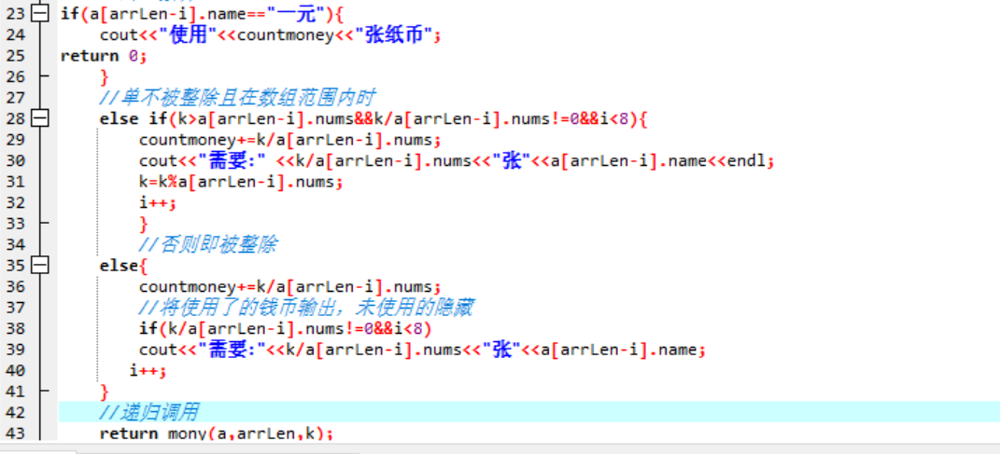 23 if(a[arrLen-i].name=="一元"){
24 cout<<"使用"<<countmoney<<"张纸币";
25 return 0;
26 }
27 //单不被整除且在数组范围内时
28 else if(k>a[arrLen-i].nums&&k/a[arrLen-i].nums!=0&&i<8){
29 countmoney+=k/a[arrLen-i].nums;
30 cout<<"需要:" <<k/a[arrLen-i].nums<<"张"<<a[arrLen-i].name<<endl;
31 k=k%a[arrLen-i].nums;
32 i++;
33 }
34 //否则即被整除
35 else{
36 countmoney+=k/a[arrLen-i].nums;
37 //将使用了的钱币输出，未使用的隐藏
38 if(k/a[arrLen-i].nums!=0&&i<8)
39 cout<<"需要:"<<k/a[arrLen-i].nums<<"张"<<a[arrLen-i].name;
40 i++;
41 }
42 //递归调用
43 return mony(a,arrLen,k);